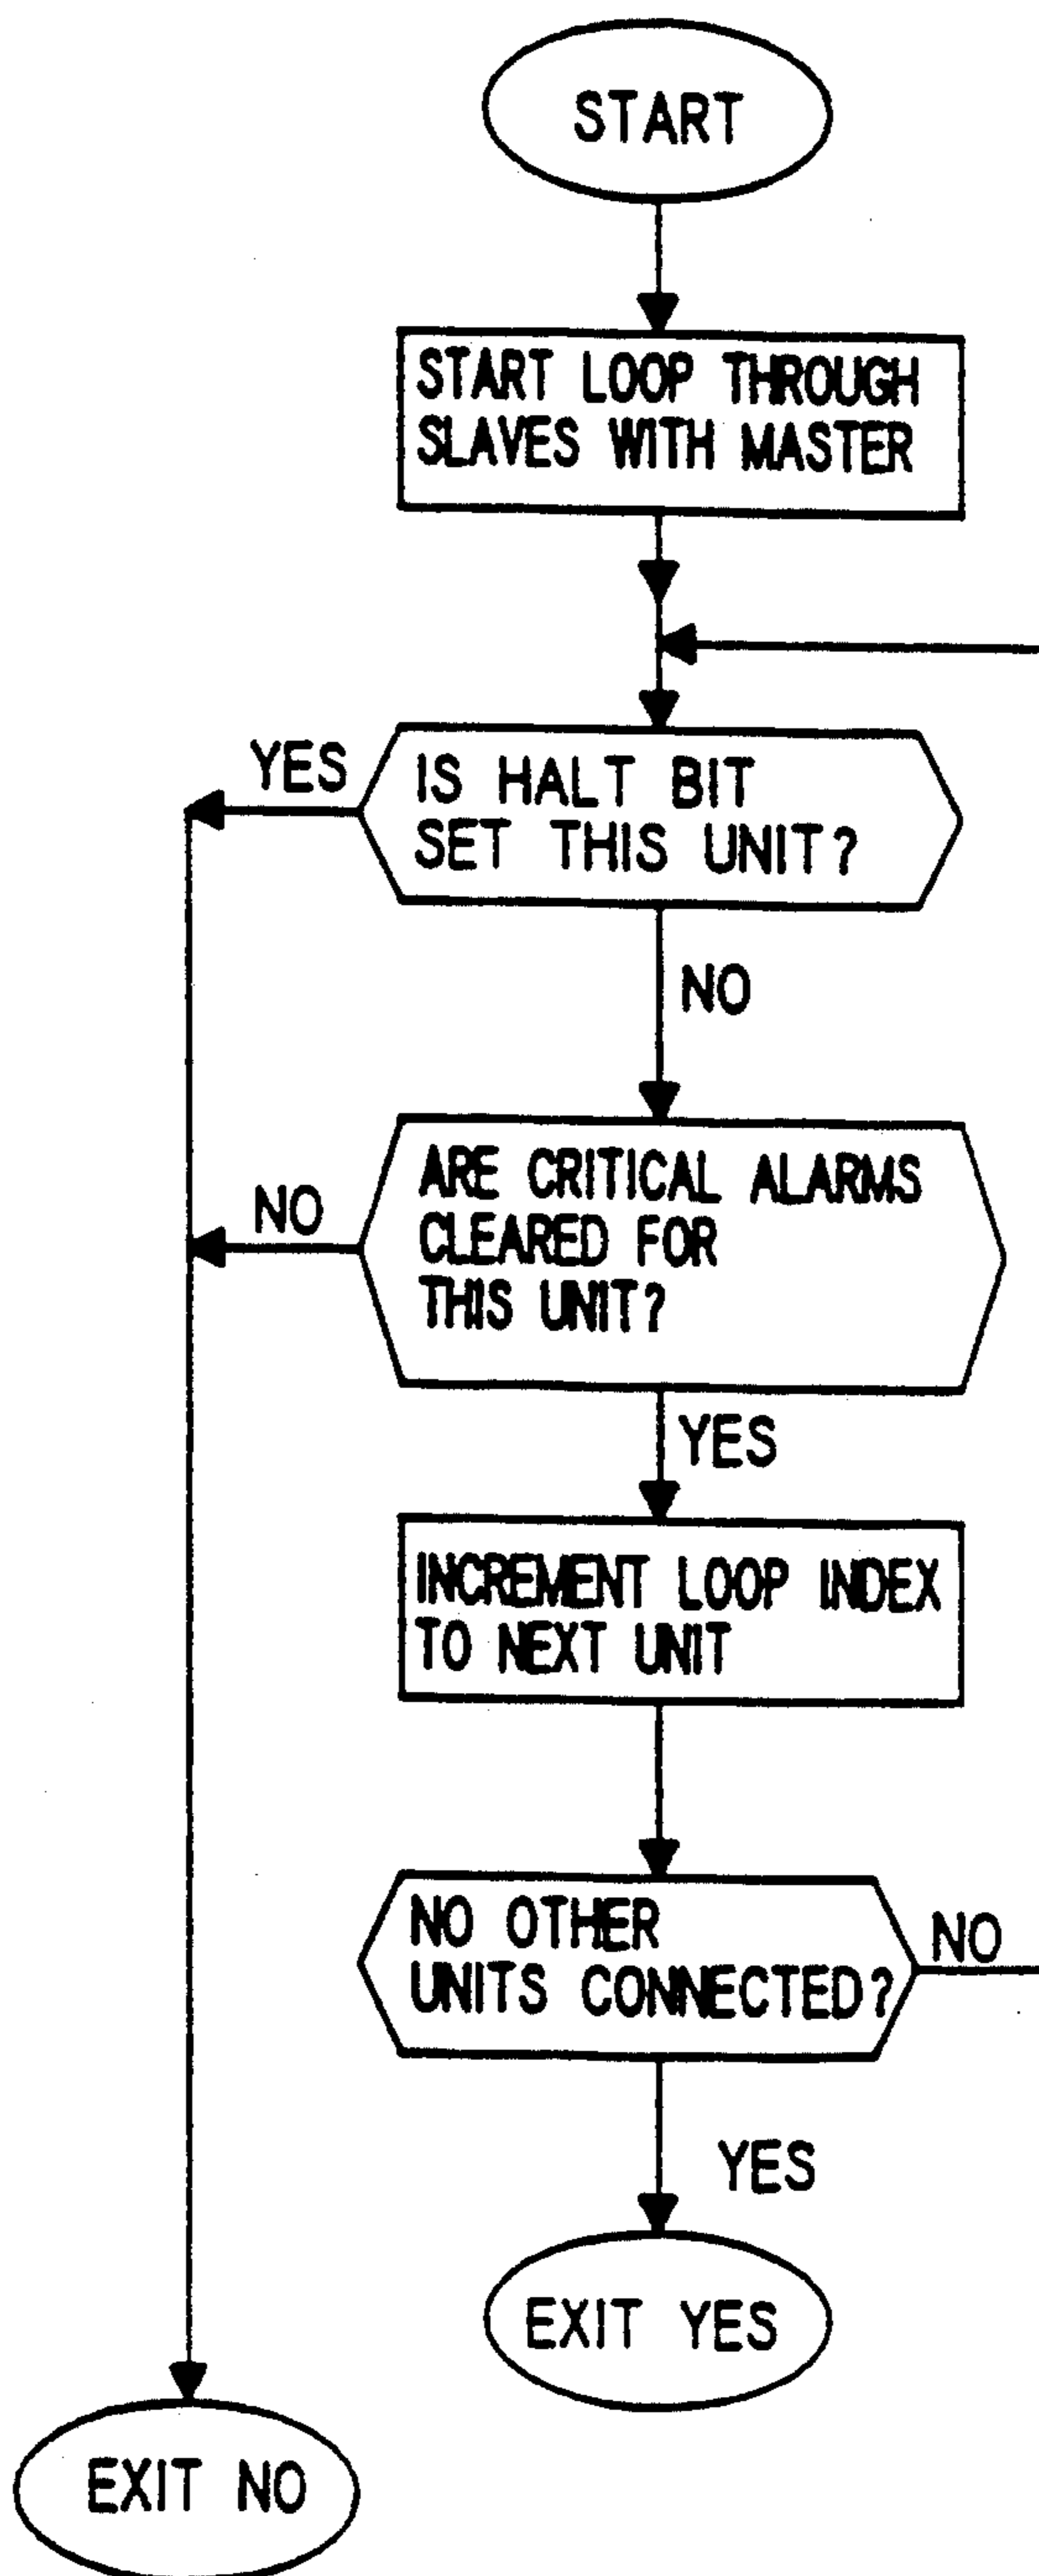 START
START LOOP THROUGH
SLAVES WITH MASTER
YES
IS HALT BIT
SET THIS UNIT?
NO
NO
ARE CRITICAL ALARMS
CLEARED FOR
THIS UNIT?
YES
INCREMENT LOOP INDEX
TO NEXT UNIT
NO OTHER
UNITS CONNECTED?
NO
YES
EXIT YES
EXIT NO